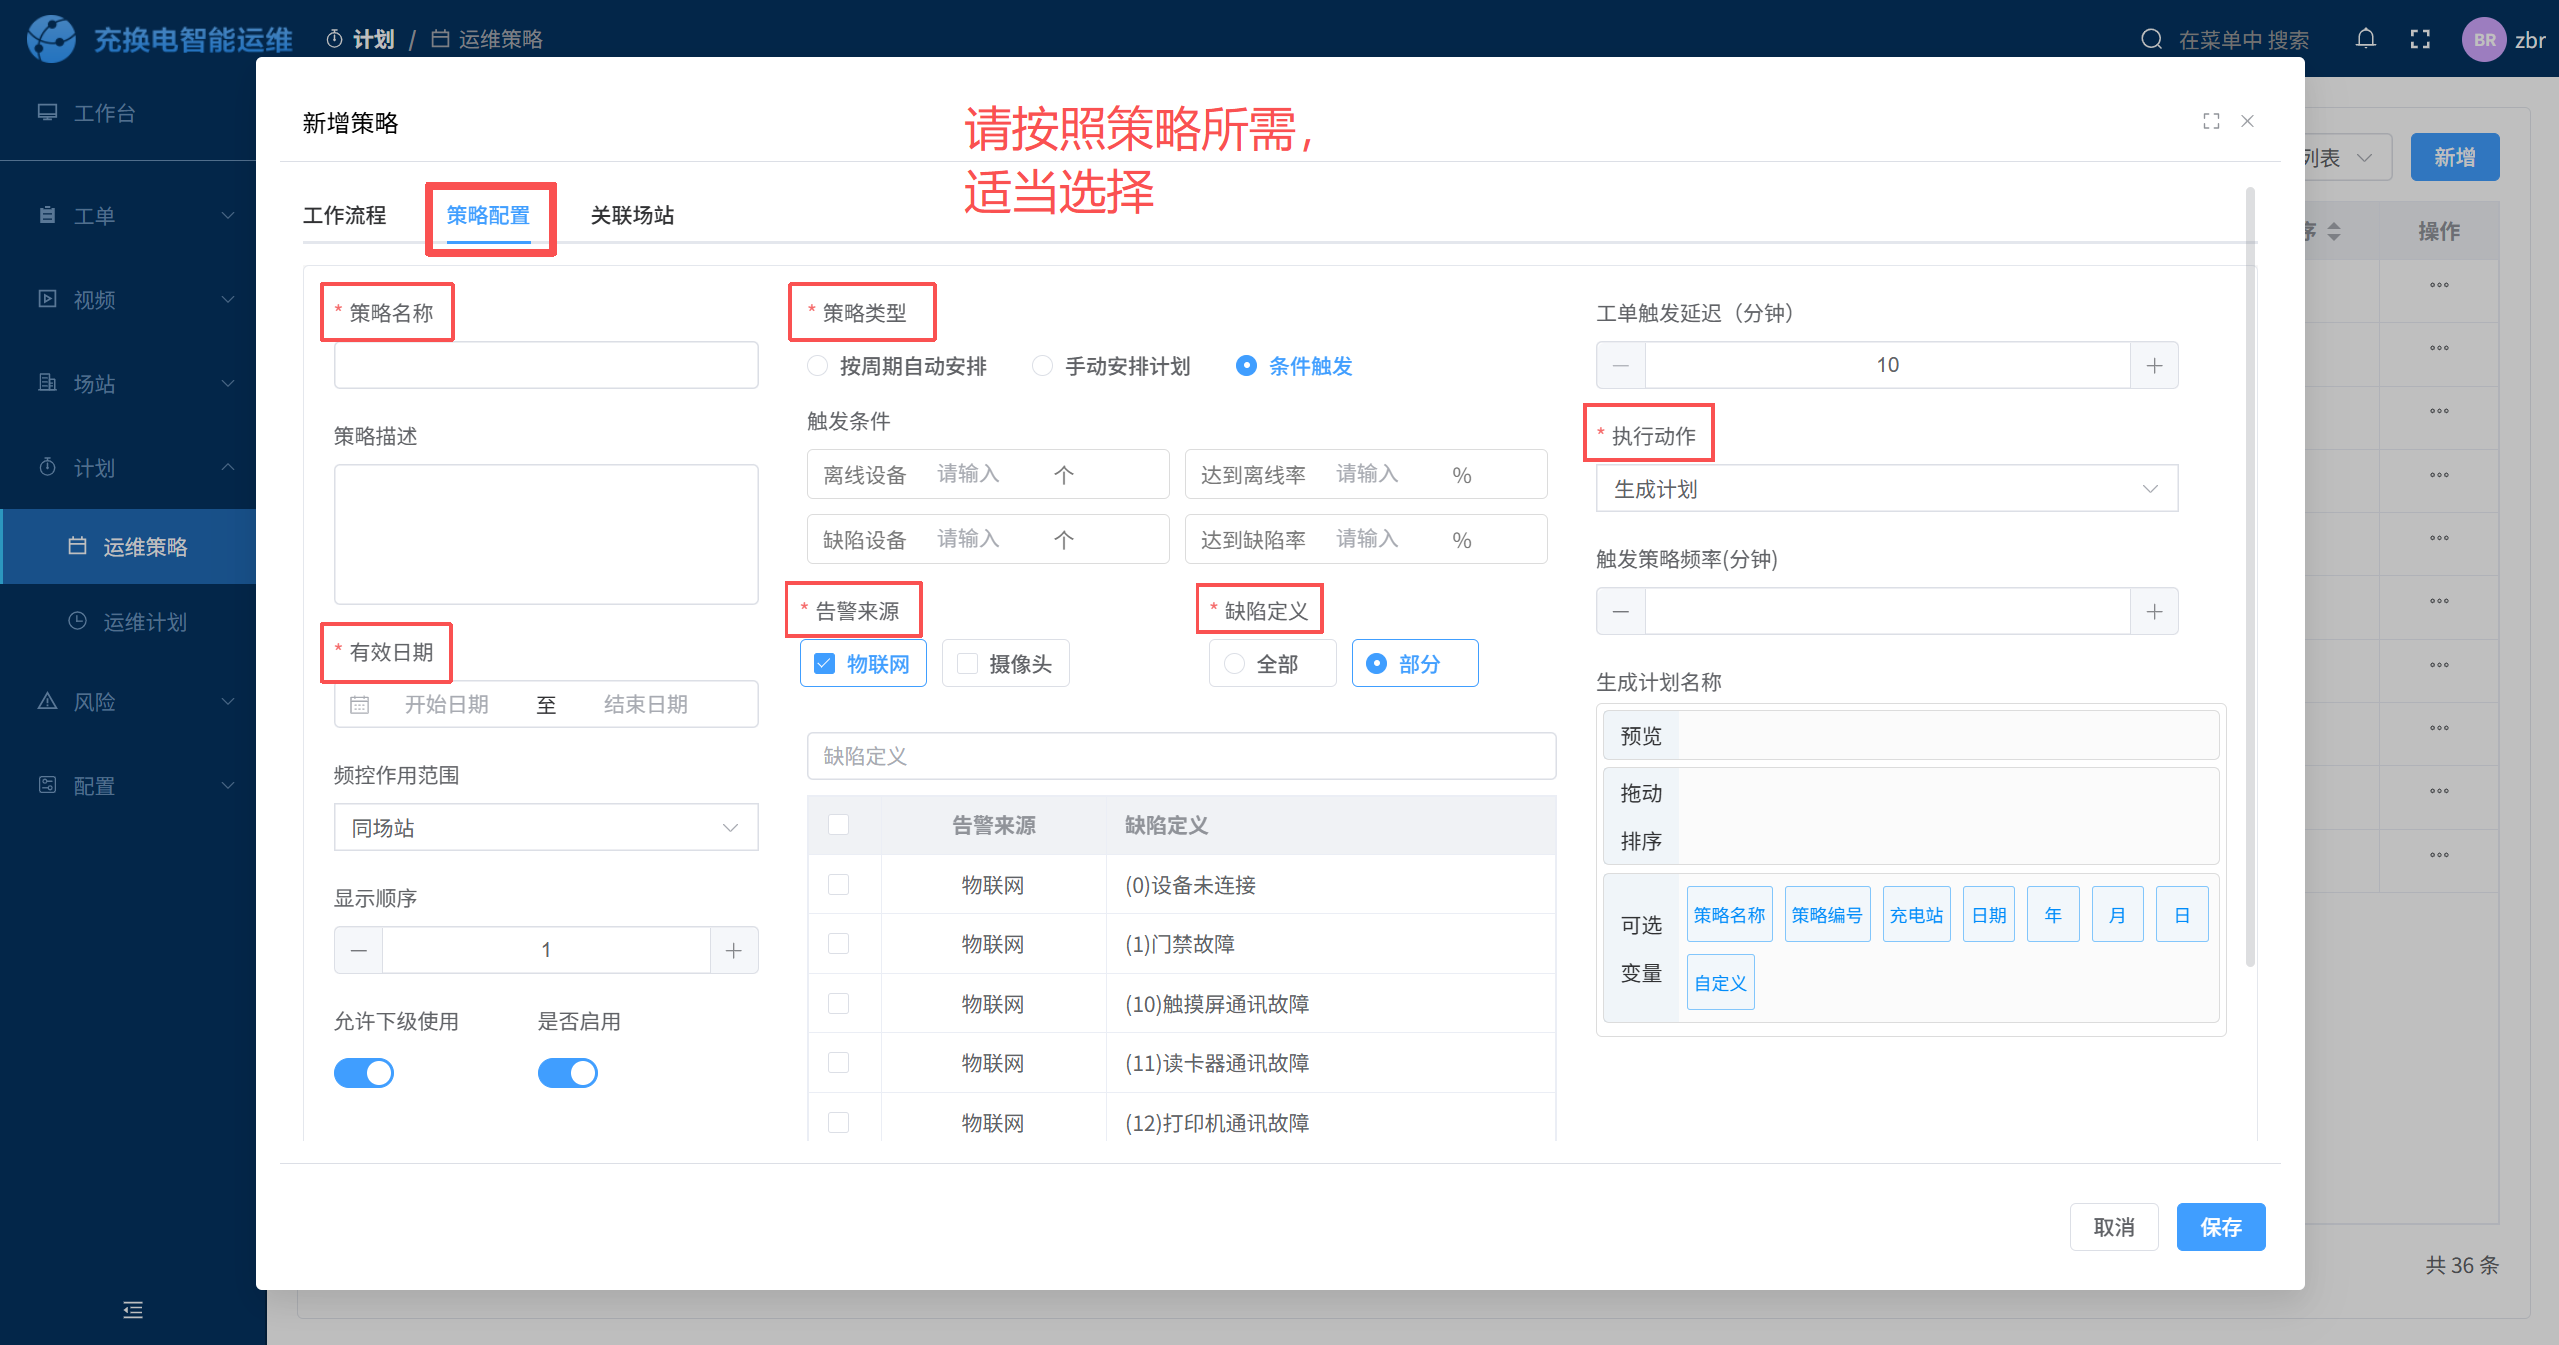 充换电智能运维
计划 / 运维策略
在菜单中 搜索
BR zbr
工作台
工单
视频
场站
计划
运维策略
运维计划
风险
配置
列表
新增
序
操作
共 36 条
新增策略
请按照策略所需，
适当选择
工作流程
策略配置
关联场站
* 策略名称
策略描述
* 有效日期
开始日期 至 结束日期
频控作用范围
同场站
显示顺序
1
允许下级使用 是否启用
* 策略类型
按周期自动安排 手动安排计划 条件触发
触发条件
离线设备 请输入 个 达到离线率 请输入 %
缺陷设备 请输入 个 达到缺陷率 请输入 %
* 告警来源 * 缺陷定义
物联网 摄像头 全部 部分
缺陷定义
告警来源 缺陷定义
物联网 (0)设备未连接
物联网 (1)门禁故障
物联网 (10)触摸屏通讯故障
物联网 (11)读卡器通讯故障
物联网 (12)打印机通讯故障
工单触发延迟（分钟）
10
* 执行动作
生成计划
触发策略频率(分钟)
生成计划名称
预览
拖动
排序
可选
变量
策略名称 策略编号 充电站 日期 年 月 日
自定义
取消 保存